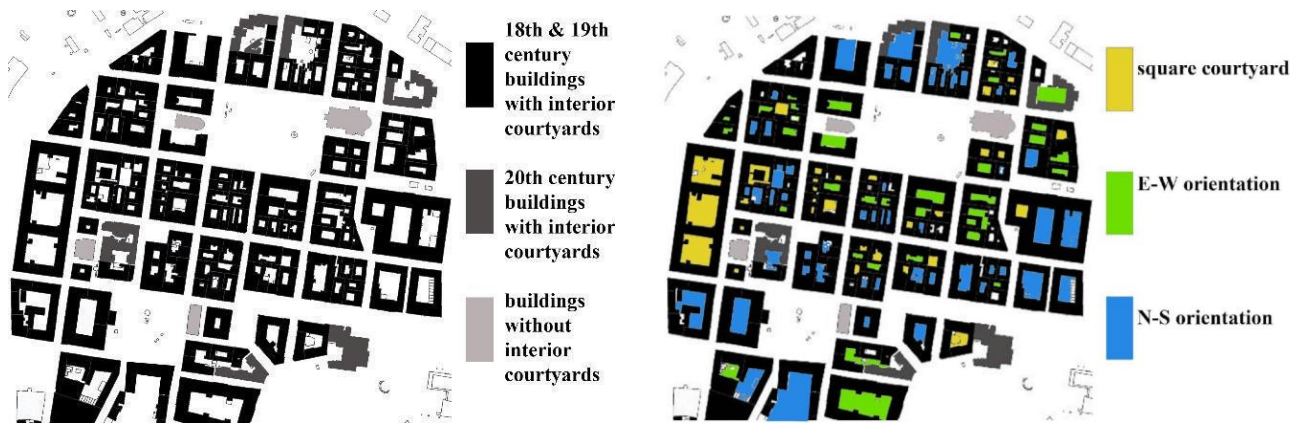 18th & 19th
century
buildings
with interior
courtyards
20th century
buildings
with interior
courtyards
buildings
without
interior
courtyards
square courtyard
E-W orientation
N-S orientation